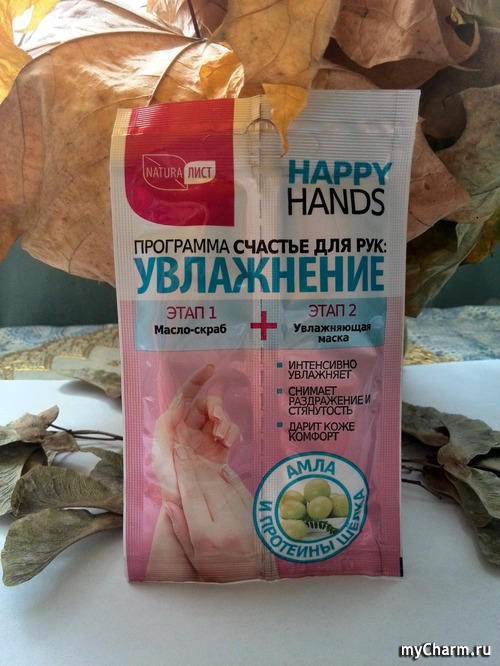 NATURA ЛИСТ
HAPPY
HANDS
ПРОГРАММА СЧАСТЬЕ ДЛЯ РУК:
УВЛАЖНЕНИЕ
ЭТАП 1
Масло-скраб
+
ЭТАП 2
Увлажняющая
маска
ИНТЕНСИВНО
УВЛАЖНЯЕТ
СНИМАЕТ
РАЗДРАЖЕНИЕ И
СТЯНУТОСТЬ
ДАРИТ КОЖЕ
КОМФОРТ
АМЛА
И ПРОТЕИНЫ ШЁЛКА
myCharm.ru